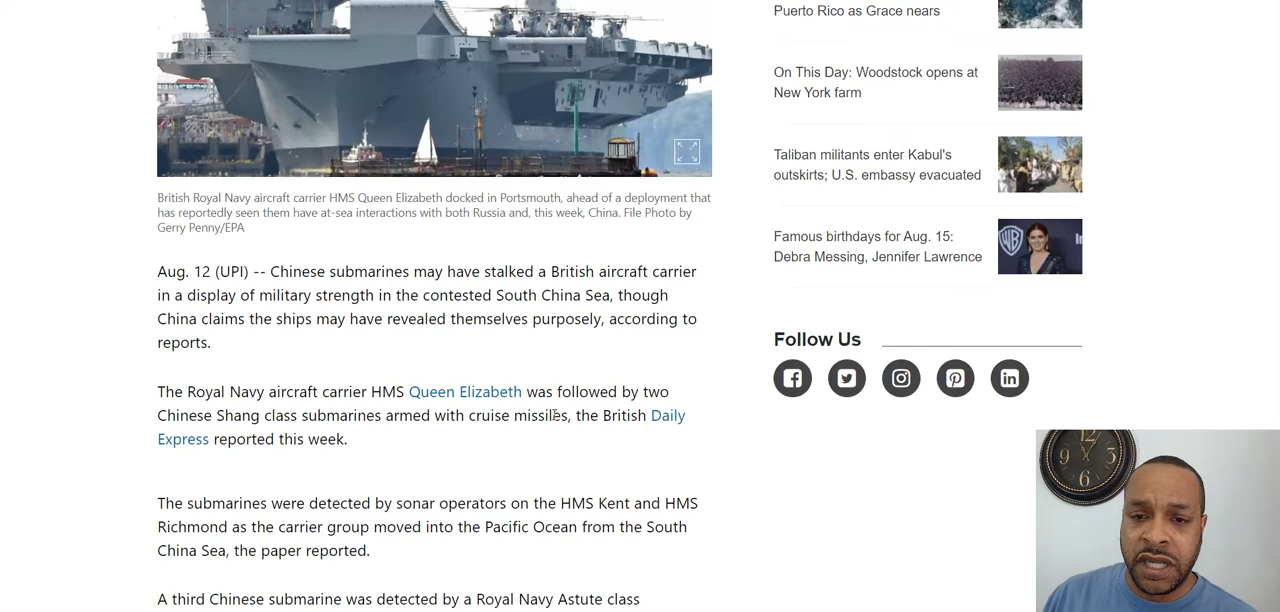 British Royal Navy aircraft carrier HMS Queen Elizabeth docked in Portsmouth, ahead of a deployment that
has reportedly seen them have at-sea interactions with both Russia and, this week, China. File Photo by
Gerry Penny/EPA
Aug. 12 (UPI) -- Chinese submarines may have stalked a British aircraft carrier
in a display of military strength in the contested South China Sea, though
China claims the ships may have revealed themselves purposely, according to
reports.
The Royal Navy aircraft carrier HMS Queen Elizabeth was followed by two
Chinese Shang class submarines armed with cruise missiles, the British Daily
Express reported this week.
The submarines were detected by sonar operators on the HMS Kent and HMS
Richmond as the carrier group moved into the Pacific Ocean from the South
China Sea, the paper reported.
A third Chinese submarine was detected by a Royal Navy Astute class
Puerto Rico as Grace nears
On This Day: Woodstock opens at
New York farm
Taliban militants enter Kabul's
outskirts; U.S. embassy evacuated
Famous birthdays for Aug. 15:
Debra Messing, Jennifer Lawrence
WB
In
Follow Us
12
3
6
9